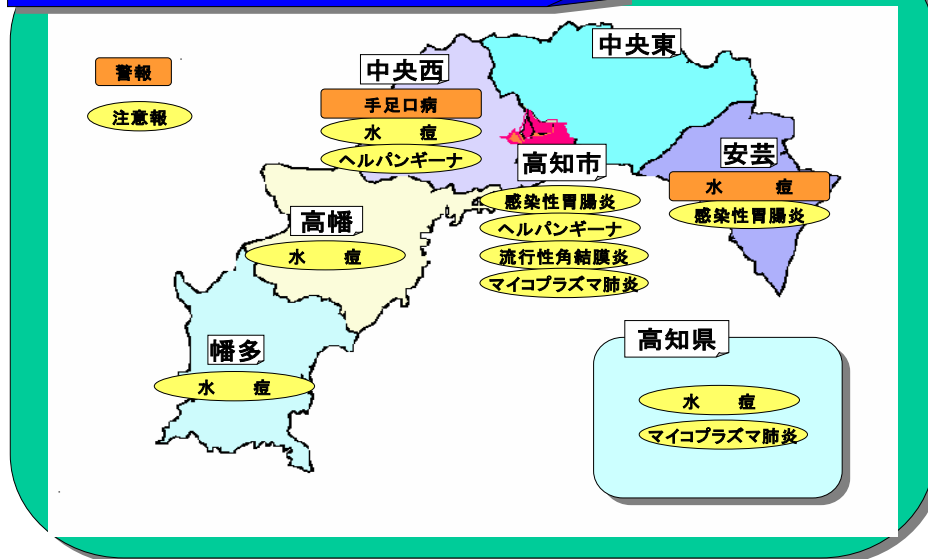 警報
注意報
中央西
手足口病
水　痘
ヘルパンギーナ
中央東
高知市
感染性胃腸炎
ヘルパンギーナ
流行性角結膜炎
マイコプラズマ肺炎
安芸
水　痘
感染性胃腸炎
高幡
水　痘
幡多
水　痘
高知県
水　痘
マイコプラズマ肺炎